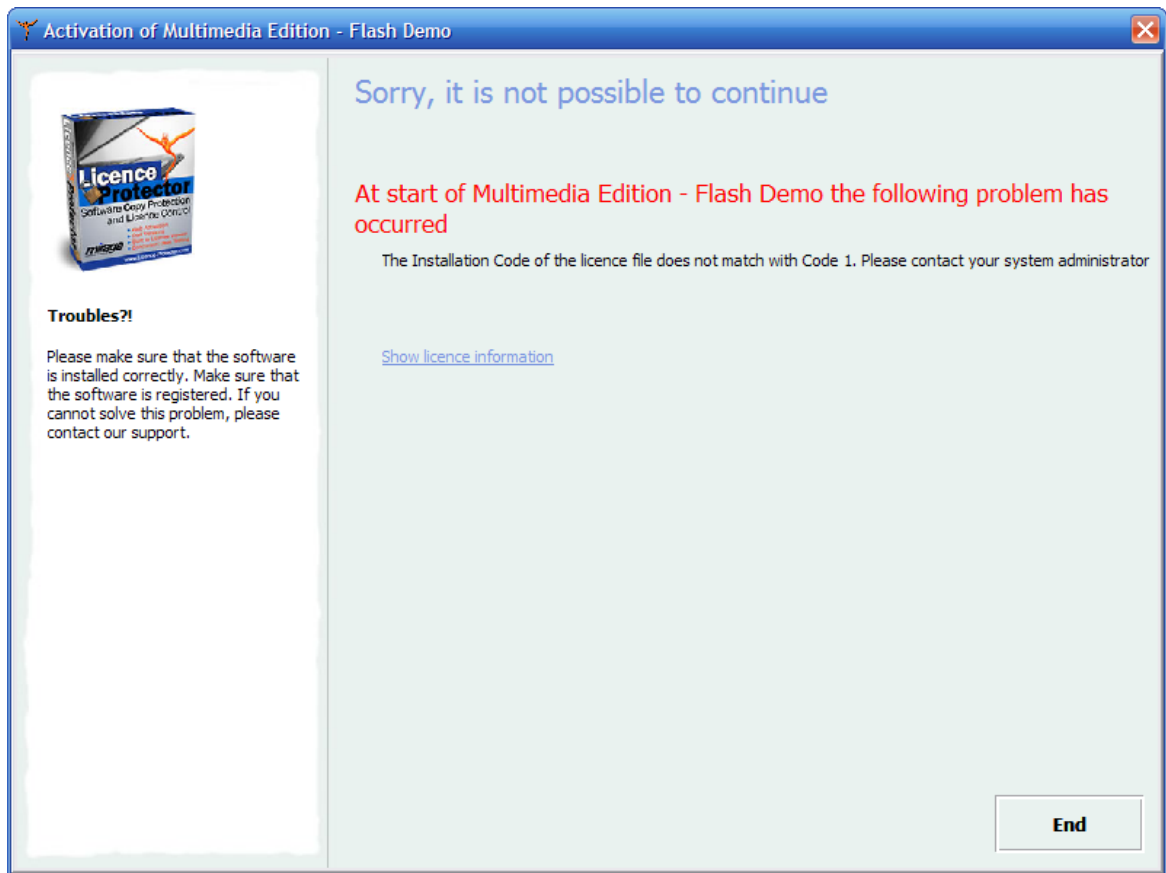 Activation of Multimedia Edition - Flash Demo
Sorry, it is not possible to continue
Licence
Protector
Software Copy Protection
and Licence Control
mirage
At start of Multimedia Edition - Flash Demo the following problem has
occurred
The Installation Code of the licence file does not match with Code 1. Please contact your system administrator
Troubles?!
Please make sure that the software
is installed correctly. Make sure that
the software is registered. If you
cannot solve this problem, please
contact our support.
Show licence information
End